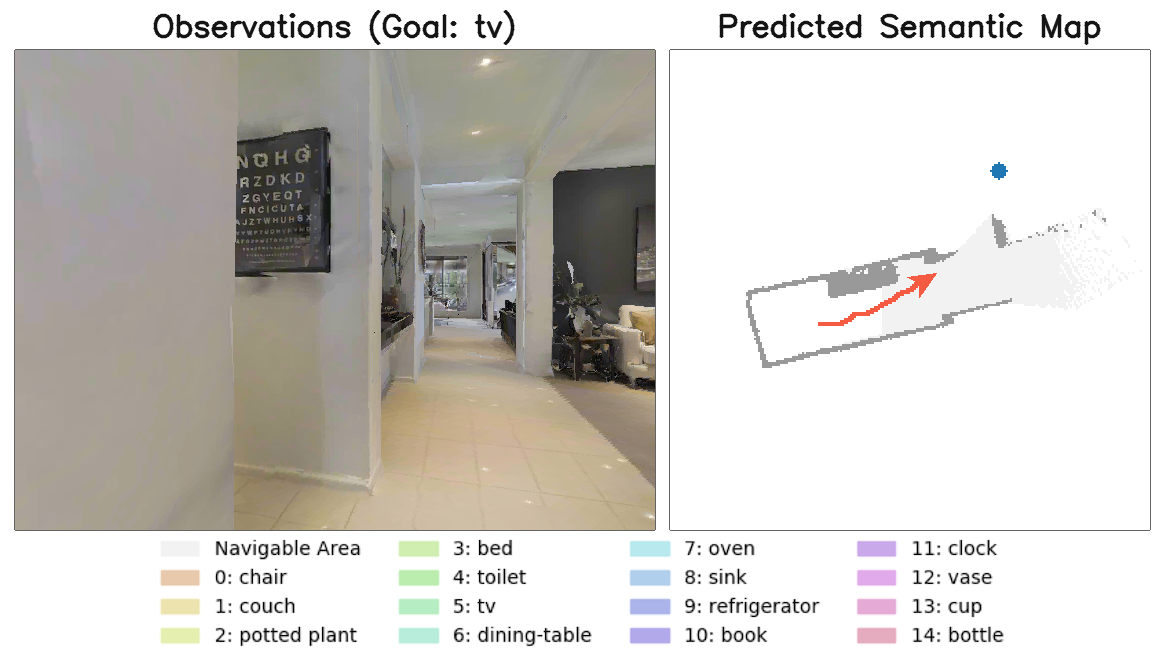 Observations (Goal: tv)
Predicted Semantic Map
NQHG
RZDKD
ZGYEQT
FNCICUTA
AJZTWHUHSX
Navigable Area
0: chair
1: couch
2: potted plant
3: bed
4: toilet
5: tv
6: dining-table
7: oven
8: sink
9: refrigerator
10: book
11: clock
12: vase
13: cup
14: bottle